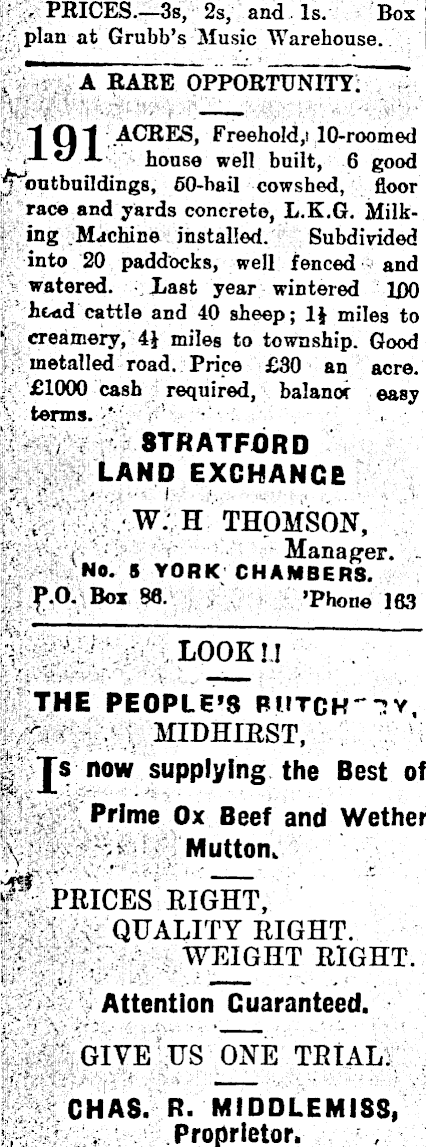 PRICES.—3s, 2s, and 1s. Box
plan at Grubb's Music Warehouse.
A RARE OPPORTUNITY.
191 ACRES, Freehold, 10-roomed
house well built, 6 good
outbuildings, 50-bail cowshed, floor
race and yards concrete, L.K.G. Milk-
ing Machine installed. Subdivided
into 20 paddocks, well fenced and
watered. Last year wintered 100
head cattle and 40 sheep; 1¼ miles to
creamery, 4¼ miles to township. Good
metalled road. Price £30 an acre.
£1000 cash required, balance easy
terms.
STRATFORD
LAND EXCHANGE
W. H THOMSON,
Manager.
No. 5 YORK CHAMBERS.
P.O. Box 86. 'Phone 163
LOOK!!
THE PEOPLE'S BUTCHERY,
MIDHIRST,
Is now supplying the Best of
Prime Ox Beef and Wether
Mutton.
PRICES RIGHT,
QUALITY RIGHT.
WEIGHT RIGHT.
Attention Guaranteed.
GIVE US ONE TRIAL.
CHAS. R. MIDDLEMISS,
Proprietor.